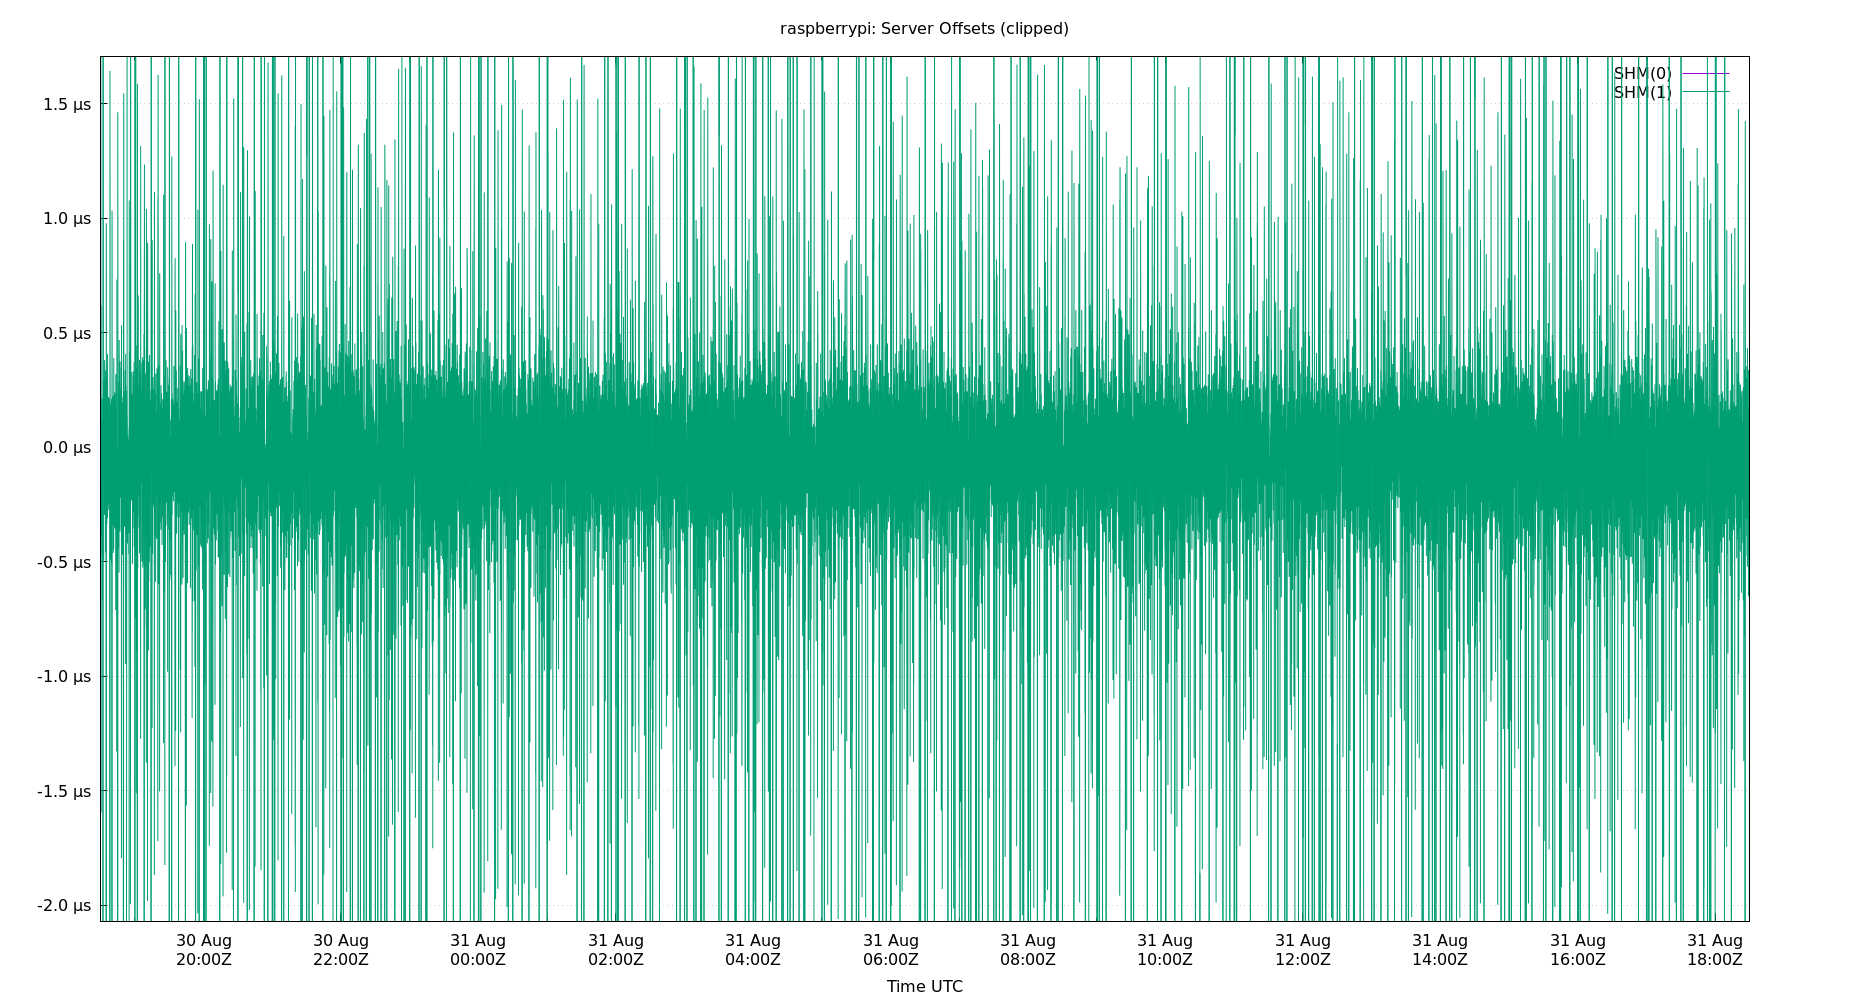 raspberrypi: Server Offsets (clipped)
SHM(0)
SHM(1)
1.5 µs
1.0 µs
0.5 µs
0.0 µs
-0.5 µs
-1.0 µs
-1.5 µs
-2.0 µs
30 Aug 30 Aug 31 Aug 31 Aug 31 Aug 31 Aug 31 Aug 31 Aug 31 Aug 31 Aug 31 Aug 31 Aug
20:00Z 22:00Z 00:00Z 02:00Z 04:00Z 06:00Z 08:00Z 10:00Z 12:00Z 14:00Z 16:00Z 18:00Z
Time UTC